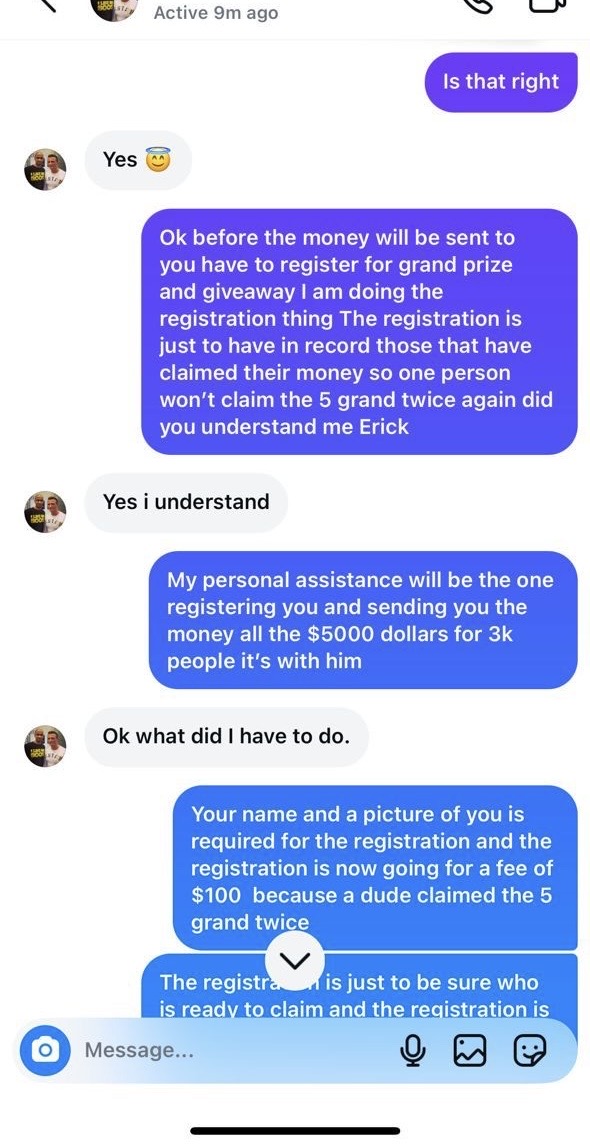 Active 9m ago
Is that right
Yes 😇
Ok before the money will be sent to
you have to register for grand prize
and giveaway I am doing the
registration thing The registration is
just to have in record those that have
claimed their money so one person
won’t claim the 5 grand twice again did
you understand me Erick
Yes i understand
My personal assistance will be the one
registering you and sending you the
money all the $5000 dollars for 3k
people it’s with him
Ok what did I have to do.
Your name and a picture of you is
required for the registration and the
registration is now going for a fee of
$100 because a dude claimed the 5
grand twice
The is just to be sure who
is ready to claim and the registration is
Message...